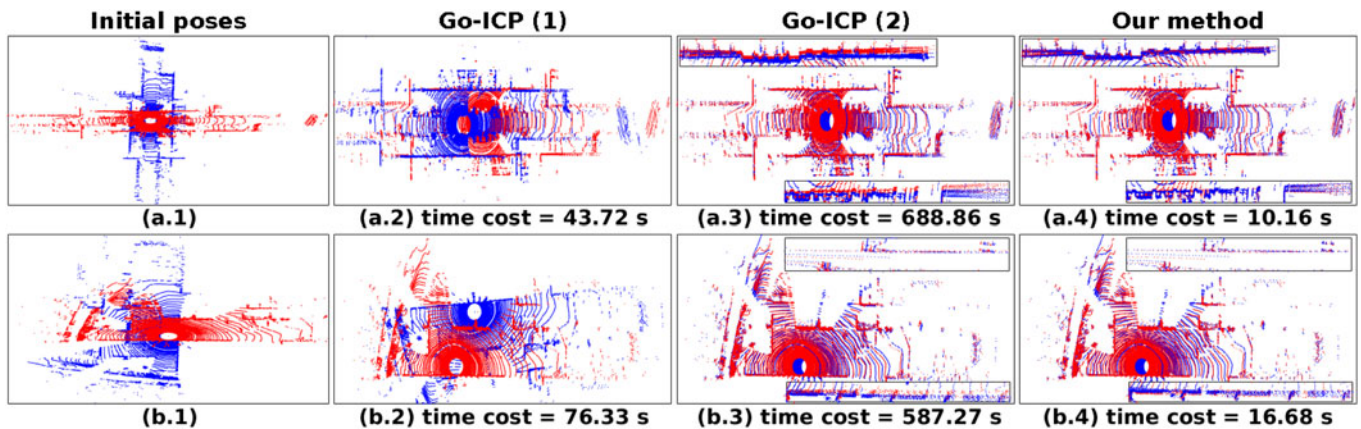 Initial poses
Go-ICP (1)
Go-ICP (2)
Our method
(a.1)
(a.2) time cost = 43.72 s
(a.3) time cost = 688.86 s
(a.4) time cost = 10.16 s
(b.1)
(b.2) time cost = 76.33 s
(b.3) time cost = 587.27 s
(b.4) time cost = 16.68 s